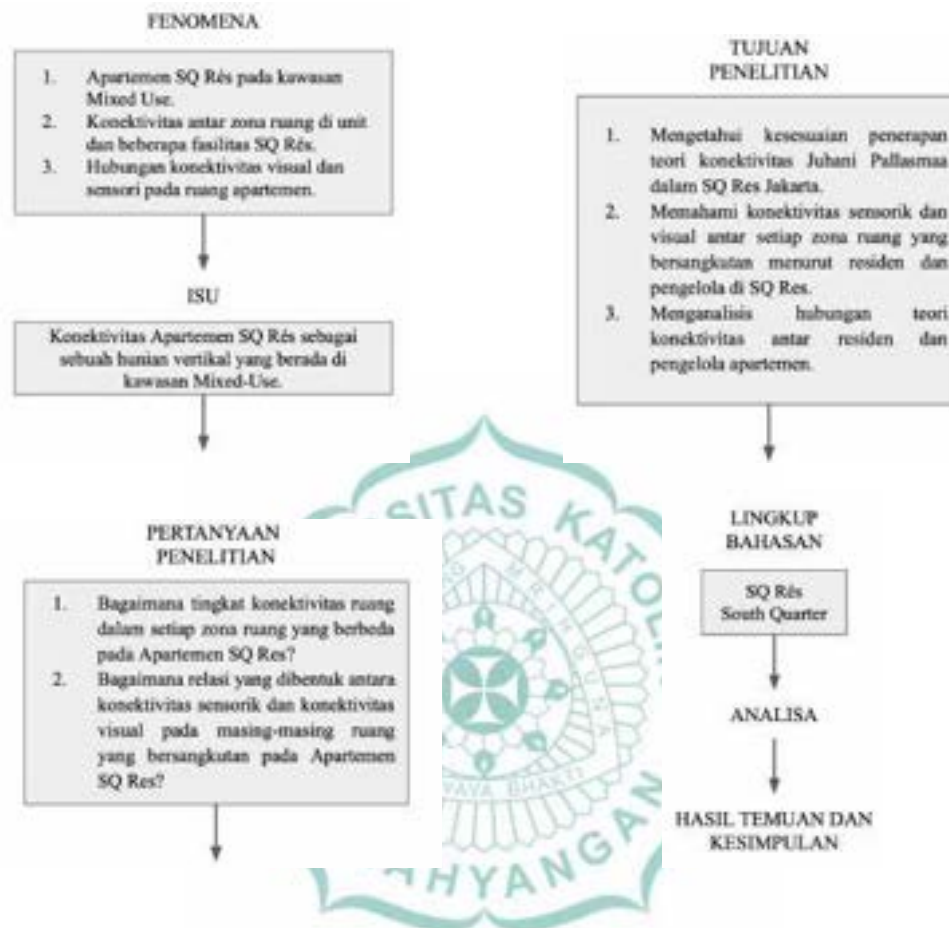 FENOMENA
1. Apartemen SQ Rés pada kawasan
Mixed Use.
2. Konektivitas antar zona ruang di unit
dan beberapa fasilitas SQ Rés.
3. Hubungan konektivitas visual dan
sensori pada ruang apartemen.
ISU
Konektivitas Apartemen SQ Rés sebagai
sebuah hunian vertikal yang berada di
kawasan Mixed-Use.
PERTANYAAN
PENELITIAN
1. Bagaimana tingkat konektivitas ruang
dalam setiap zona ruang yang berbeda
pada Apartemen SQ Res?
2. Bagaimana relasi yang dibentuk antara
konektivitas sensorik dan konektivitas
visual pada masing-masing ruang
yang bersangkutan pada Apartemen
SQ Res?
TUJUAN
PENELITIAN
1. Mengetahui kesesuaian penerapan
teori konektivitas Juhani Pallasmaa
dalam SQ Res Jakarta.
2. Memahami konektivitas sensorik dan
visual antar setiap zona ruang yang
bersangkutan menurut residen dan
pengelola di SQ Res.
3. Menganalisis hubungan teori
konektivitas antar residen dan
pengelola apartemen.
LINGKUP
BAHASAN
SQ Rés
South Quarter
ANALISA
HASIL TEMUAN DAN
KESIMPULAN